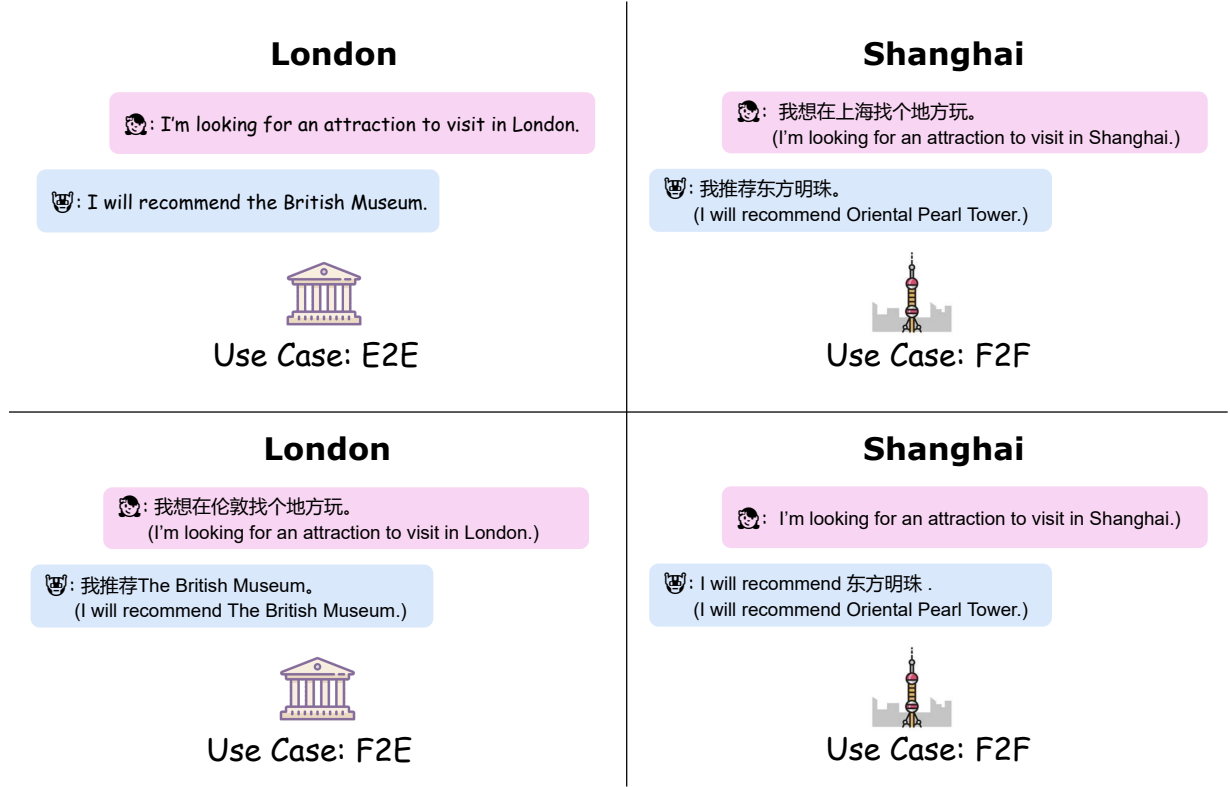 London
: I'm looking for an attraction to visit in London.
: I will recommend the British Museum.
Use Case: E2E
Shanghai
: 我想在上海找个地方玩。
(I'm looking for an attraction to visit in Shanghai.)
: 我推荐东方明珠。
(I will recommend Oriental Pearl Tower.)
Use Case: F2F
London
: 我想在伦敦找个地方玩。
(I'm looking for an attraction to visit in London.)
: 我推荐The British Museum。
(I will recommend The British Museum.)
Use Case: F2E
Shanghai
: I'm looking for an attraction to visit in Shanghai.)
: I will recommend 东方明珠 .
(I will recommend Oriental Pearl Tower.)
Use Case: F2F